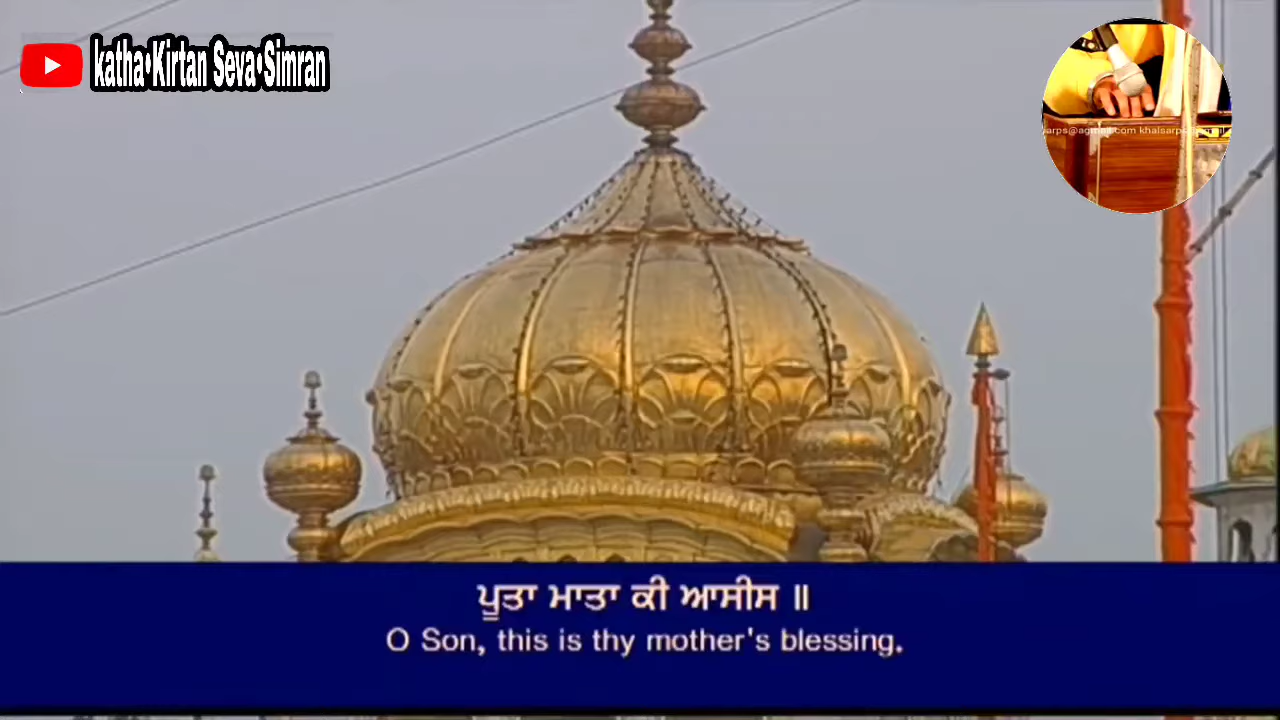 katha•Kirtan Seva•Simran
ਪੂਤਾ ਮਾਤਾ ਕੀ ਆਸੀਸ ॥
O Son, this is thy mother's blessing.